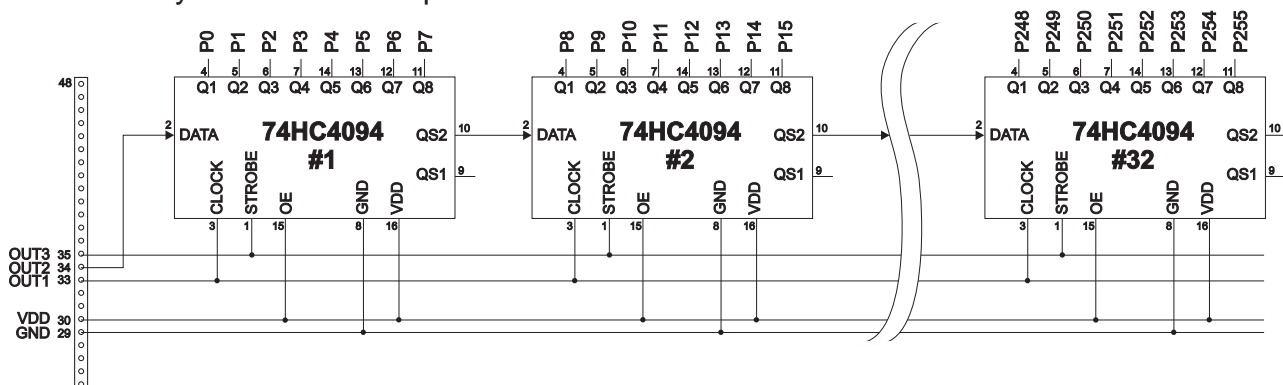 P0 P1 P2 P3 P4 P5 P6 P7 P8 P9 P10 P11 P12 P13 P14 P15 P248 P249 P250 P251 P252 P253 P254 P255
48 4 5 6 7 14 13 12 11 4 5 6 7 14 13 12 11 4 5 6 7 14 13 12 11
Q1 Q2 Q3 Q4 Q5 Q6 Q7 Q8 Q1 Q2 Q3 Q4 Q5 Q6 Q7 Q8 Q1 Q2 Q3 Q4 Q5 Q6 Q7 Q8
2 DATA 74HC4094 QS2 10 2 DATA 74HC4094 QS2 10 2 DATA 74HC4094 QS2 10
#1 #2 #32
QS1 9 QS1 9 QS1 9
CLOCK STROBE OE GND VDD CLOCK STROBE OE GND VDD CLOCK STROBE OE GND VDD
3 1 15 8 16 3 1 15 8 16 3 1 15 8 16
OUT3 35
OUT2 34
OUT1 33
VDD 30
GND 29